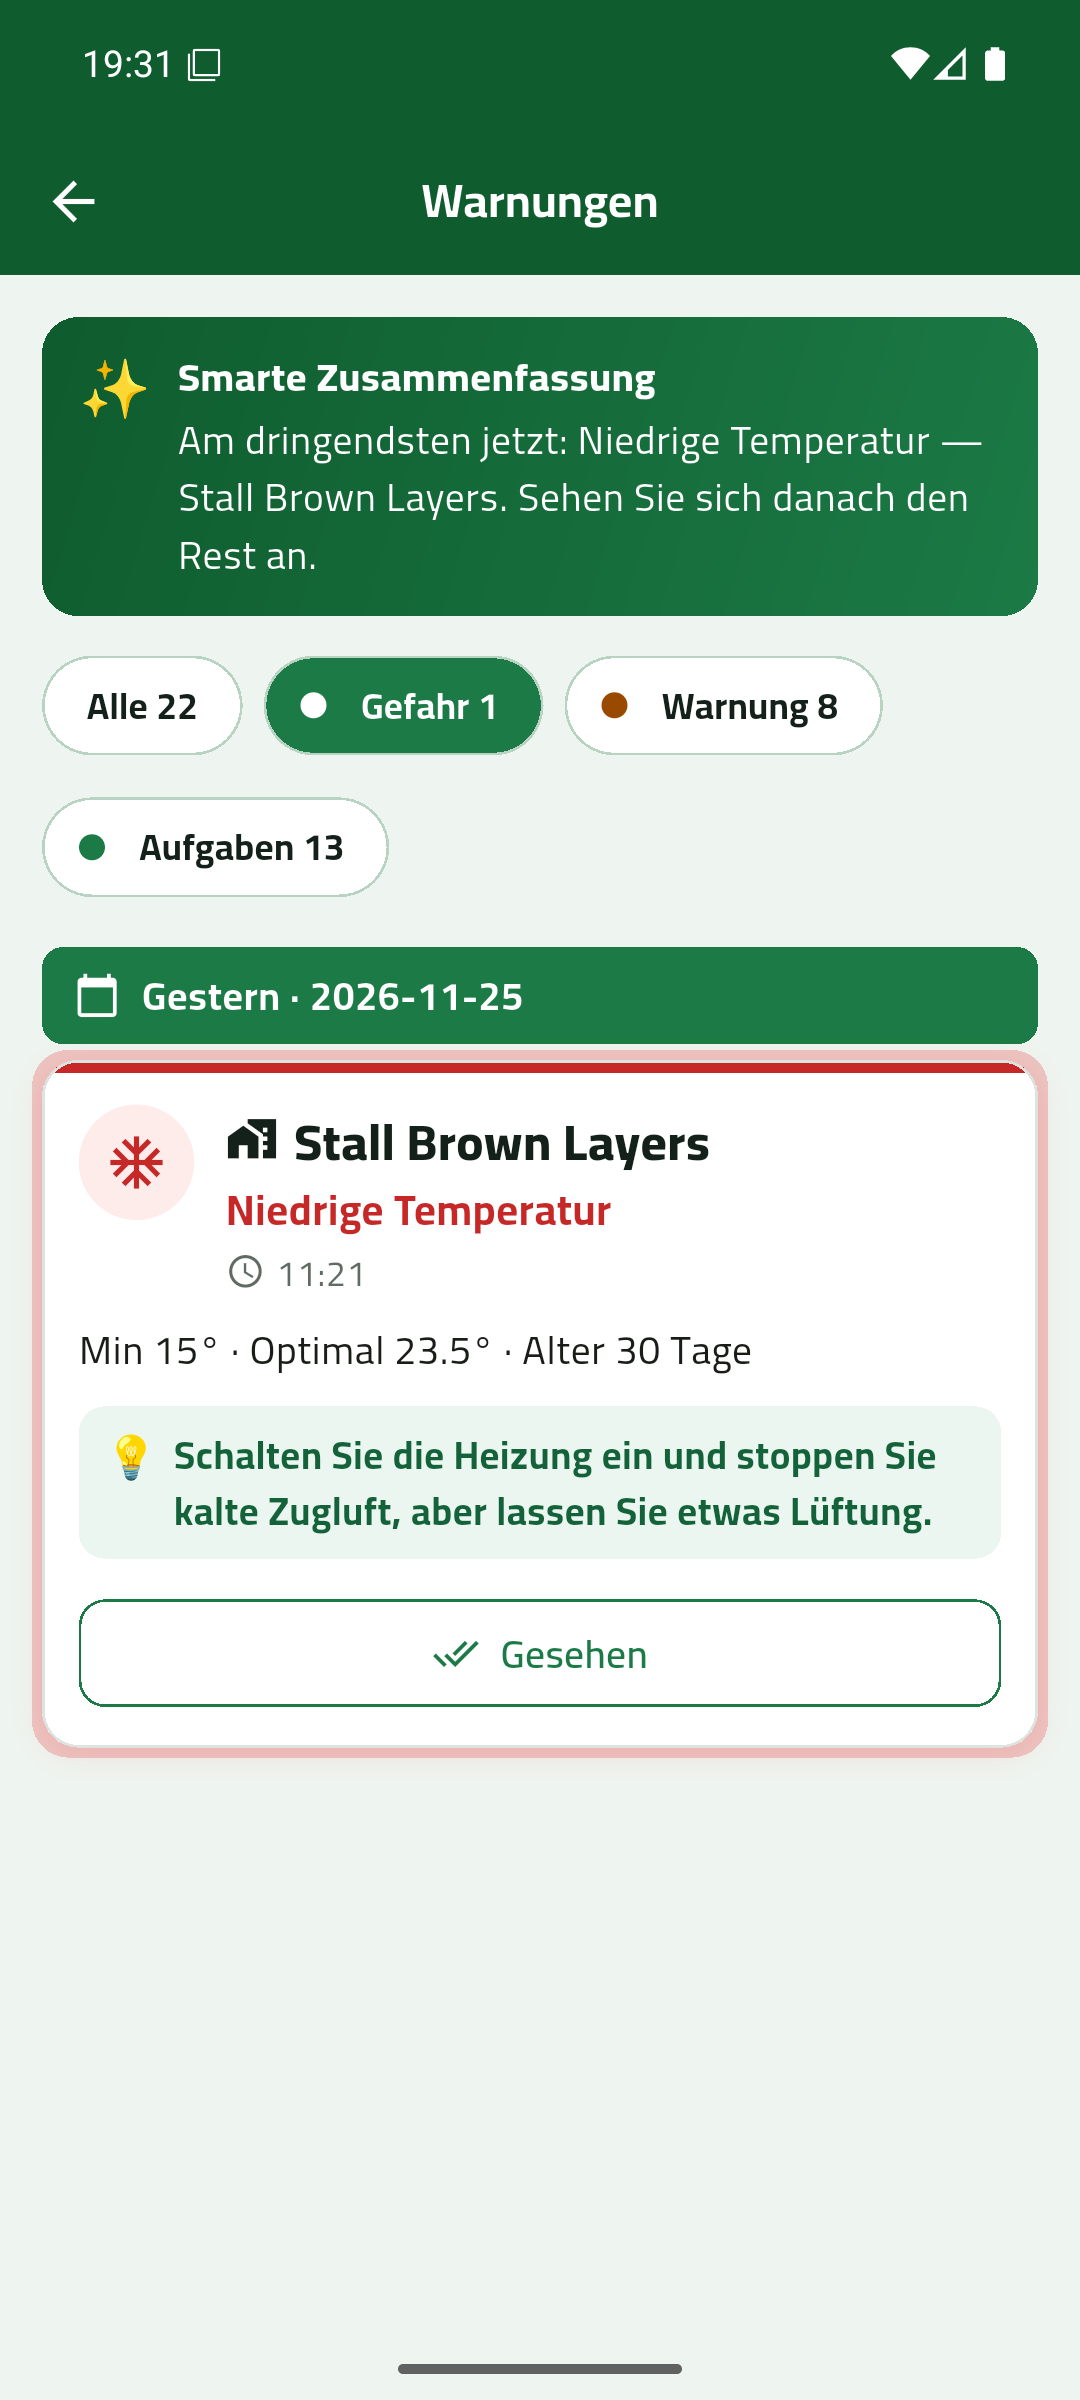 19:31
Warnungen
Smarte Zusammenfassung
Am dringendsten jetzt: Niedrige Temperatur —
Stall Brown Layers. Sehen Sie sich danach den
Rest an.
Alle 22
Gefahr 1
Warnung 8
Aufgaben 13
Gestern · 2026-11-25
Stall Brown Layers
Niedrige Temperatur
11:21
Min 15° · Optimal 23.5° · Alter 30 Tage
Schalten Sie die Heizung ein und stoppen Sie
kalte Zugluft, aber lassen Sie etwas Lüftung.
Gesehen